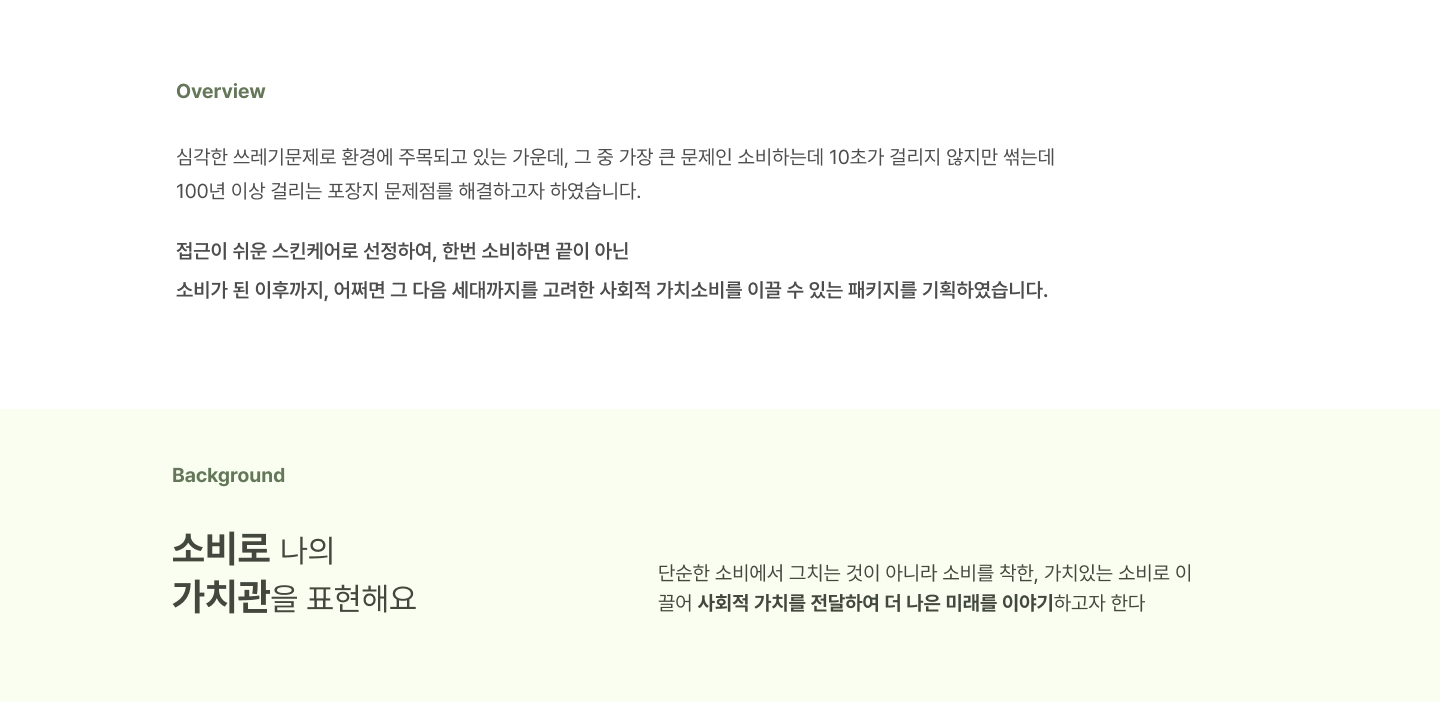 Overview
심각한 쓰레기문제로 환경에 주목되고 있는 가운데, 그 중 가장 큰 문제인 소비하는데 10초가 걸리지 않지만 썪는데
100년 이상 걸리는 포장지 문제점를 해결하고자 하였습니다.
접근이 쉬운 스킨케어로 선정하여, 한번 소비하면 끝이 아닌
소비가 된 이후까지, 어쩌면 그 다음 세대까지를 고려한 사회적 가치소비를 이끌 수 있는 패키지를 기획하였습니다.
Background
소비로 나의
가치관을 표현해요
단순한 소비에서 그치는 것이 아니라 소비를 착한, 가치있는 소비로 이
끌어 사회적 가치를 전달하여 더 나은 미래를 이야기하고자 한다